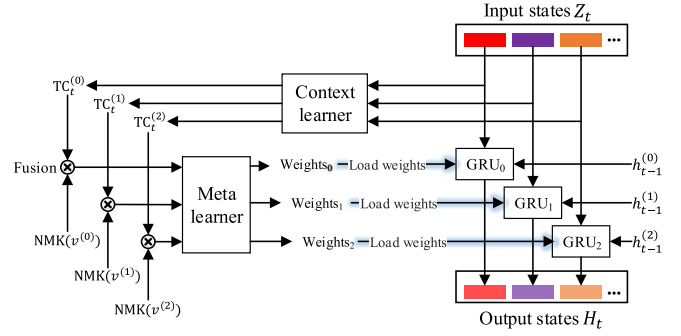 Input states Z_t
...
TC_t^(0)
TC_t^(1)
TC_t^(2)
Context
learner
Fusion
Weights_0 Load weights GRU_0 h_{t-1}^(0)
Meta
learner
Weights_1 Load weights GRU_1 h_{t-1}^(1)
NMK(v^(0))
Weights_2 Load weights GRU_2 h_{t-1}^(2)
NMK(v^(1))
NMK(v^(2))
...
Output states H_t